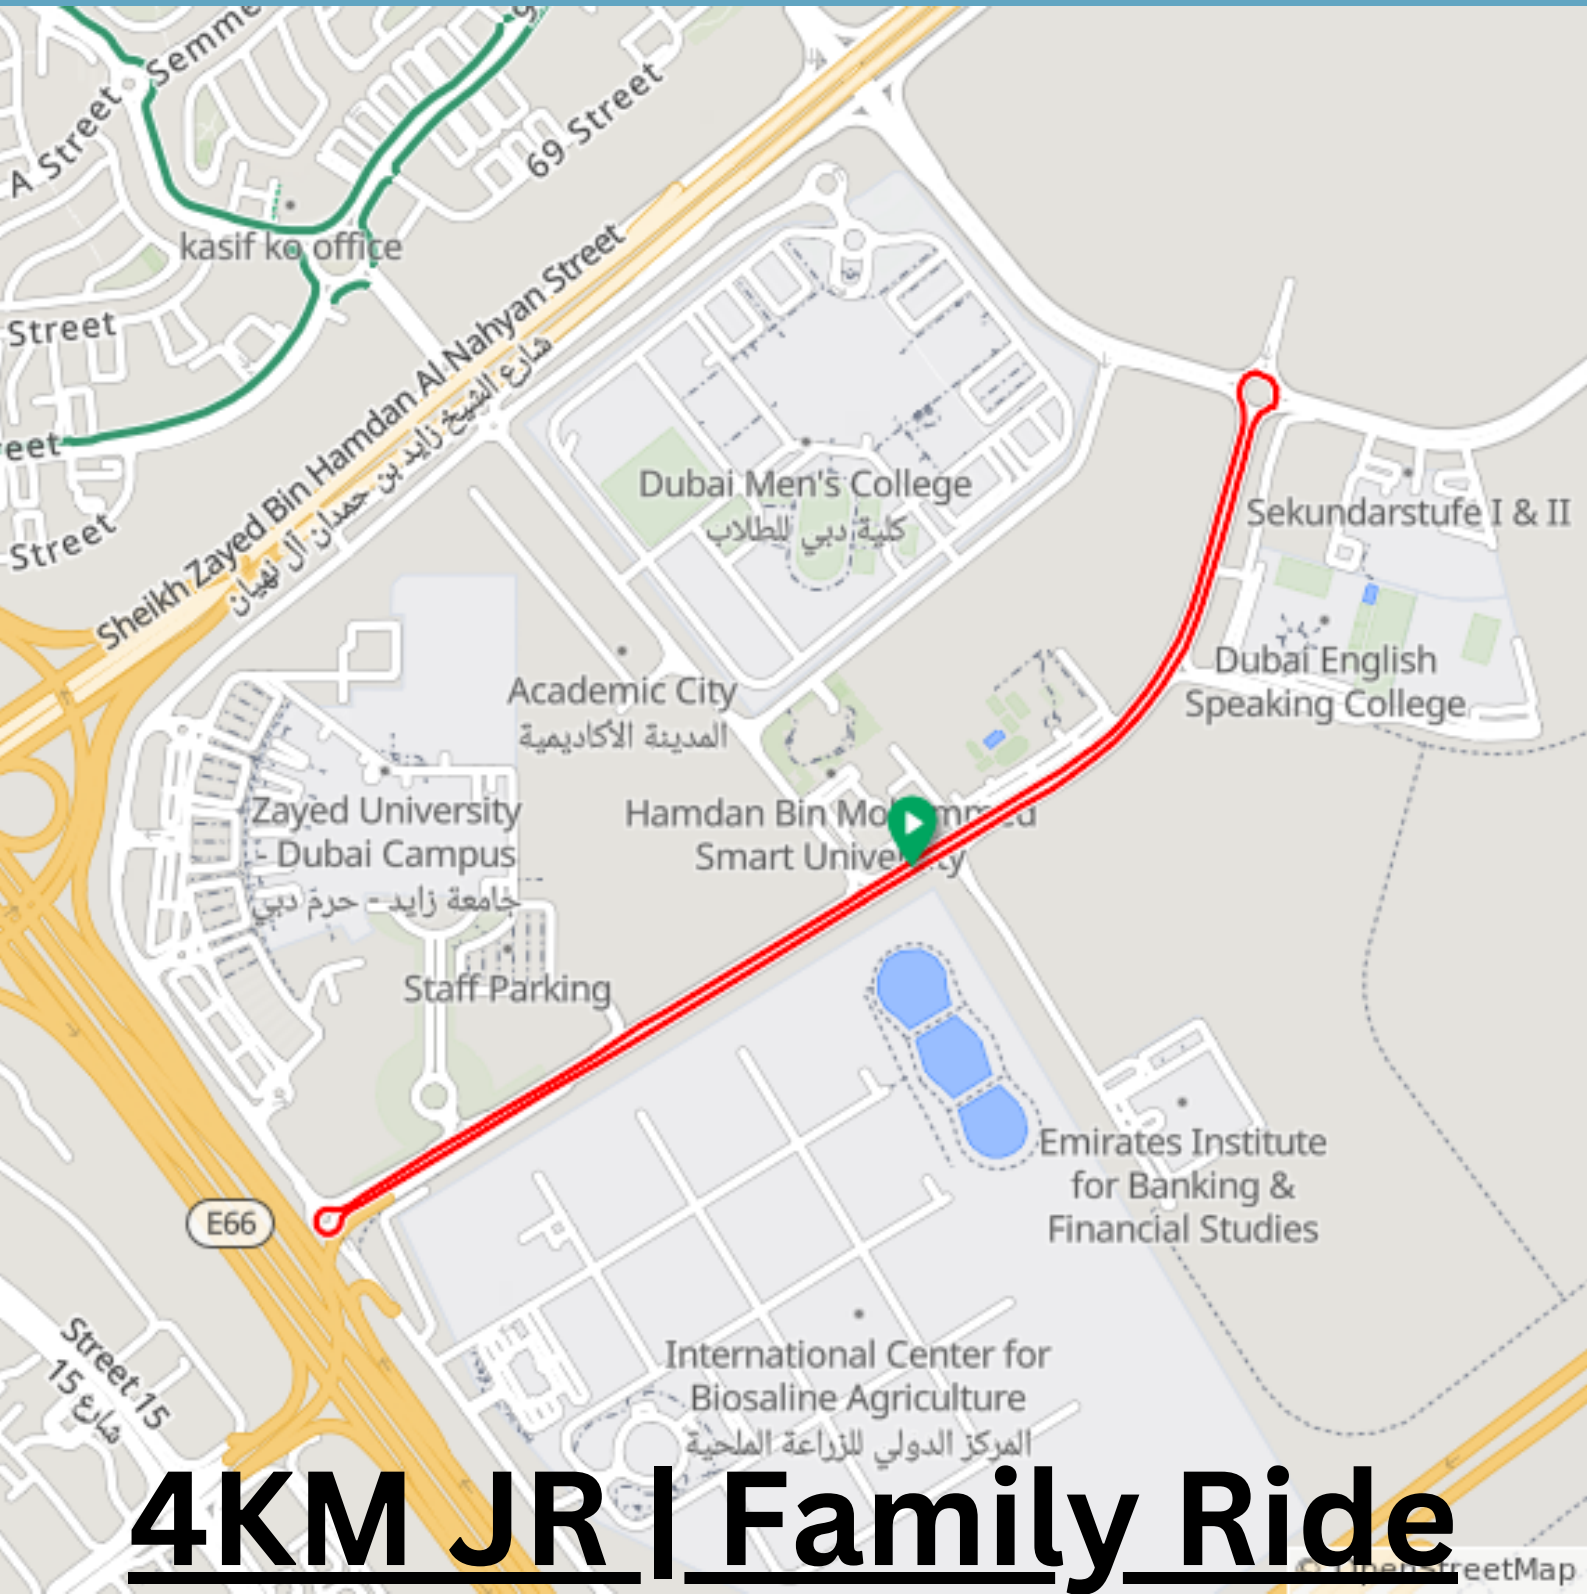 Semme
A Street
69 Street
kasif ko office
Street
eet
Street
Sheikh Zayed Bin Hamdan Al Nahyan Street
شارع الشيخ زايد بن حمدان آل نهيان
Dubai Men's College
كلية دبي للطلاب
Sekundarstufe I & II
Dubai English
Speaking College
Academic City
المدينة الأكاديمية
Zayed University
- Dubai Campus
جامعة زايد - حرم دبي
Hamdan Bin Mohammed
Smart University
Staff Parking
Emirates Institute
for Banking &
Financial Studies
E66
Street 15
شارع 15
International Center for
Biosaline Agriculture
المركز الدولي للزراعة الملحية
4KM JR | Family Ride
© OpenStreetMap